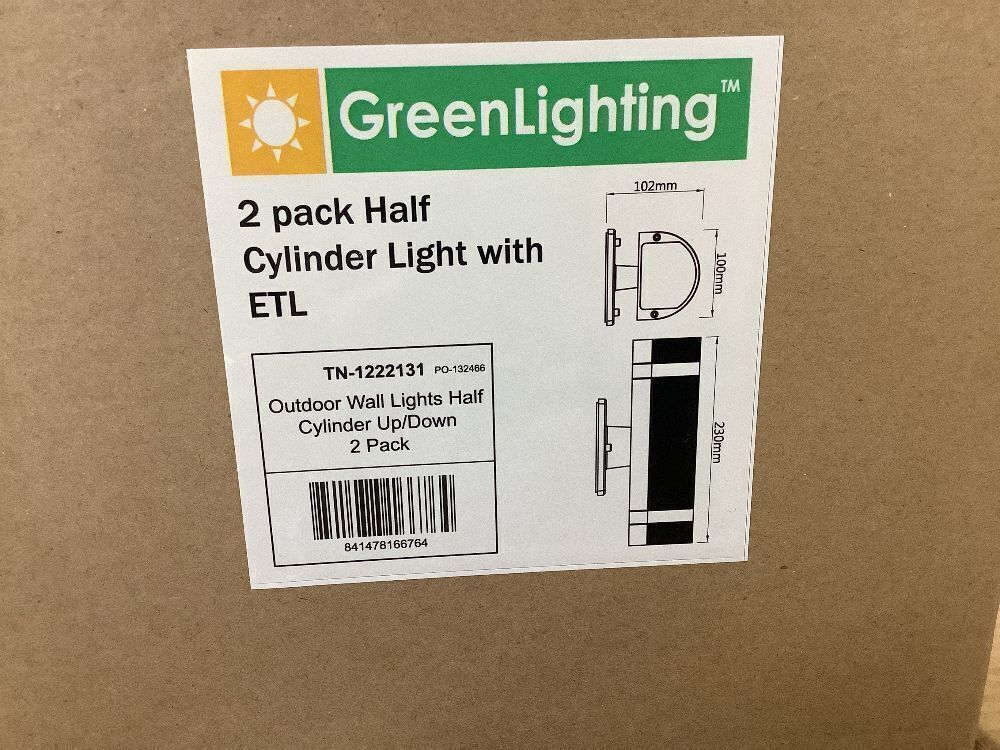 GreenLighting™
2 pack Half
Cylinder Light with
ETL
102mm
100mm
230mm
TN-1222131 PO-132466
Outdoor Wall Lights Half
Cylinder Up/Down
2 Pack
841478166764